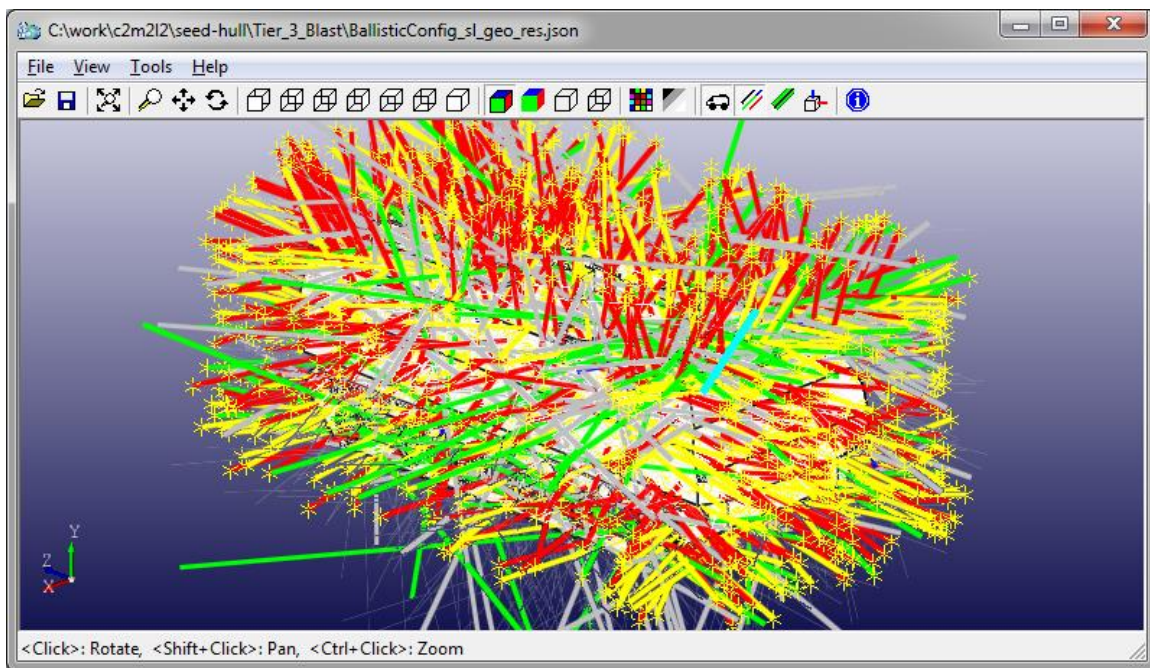 C:\work\c2m2l2\seed-hull\Tier_3_Blast\BallisticConfig_sl_geo_res.json
File View Tools Help
Y
Z
X
<Click>: Rotate, <Shift+Click>: Pan, <Ctrl+Click>: Zoom